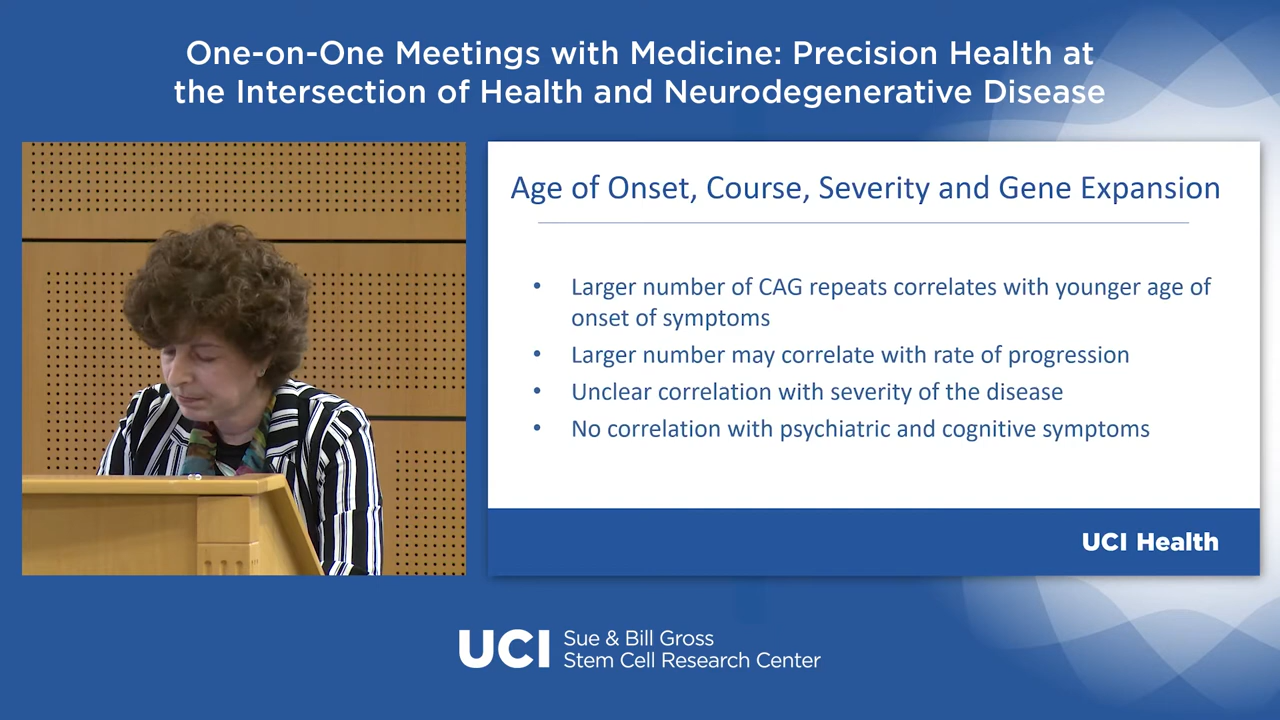 One-on-One Meetings with Medicine: Precision Health at
the Intersection of Health and Neurodegenerative Disease
Age of Onset, Course, Severity and Gene Expansion
• Larger number of CAG repeats correlates with younger age of
onset of symptoms
• Larger number may correlate with rate of progression
• Unclear correlation with severity of the disease
• No correlation with psychiatric and cognitive symptoms
UCI Health
UCI Sue & Bill Gross
Stem Cell Research Center